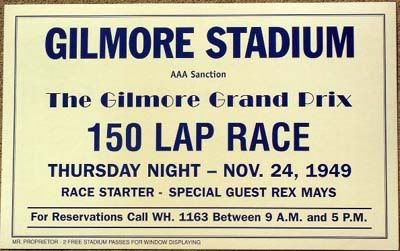 GILMORE STADIUM
AAA Sanction
The Gilmore Grand Prix
150 LAP RACE
THURSDAY NIGHT – NOV. 24, 1949
RACE STARTER - SPECIAL GUEST REX MAYS
For Reservations Call WH. 1163 Between 9 A.M. and 5 P.M.
MR. PROPRIETOR - 2 FREE STADIUM PASSES FOR WINDOW DISPLAYING